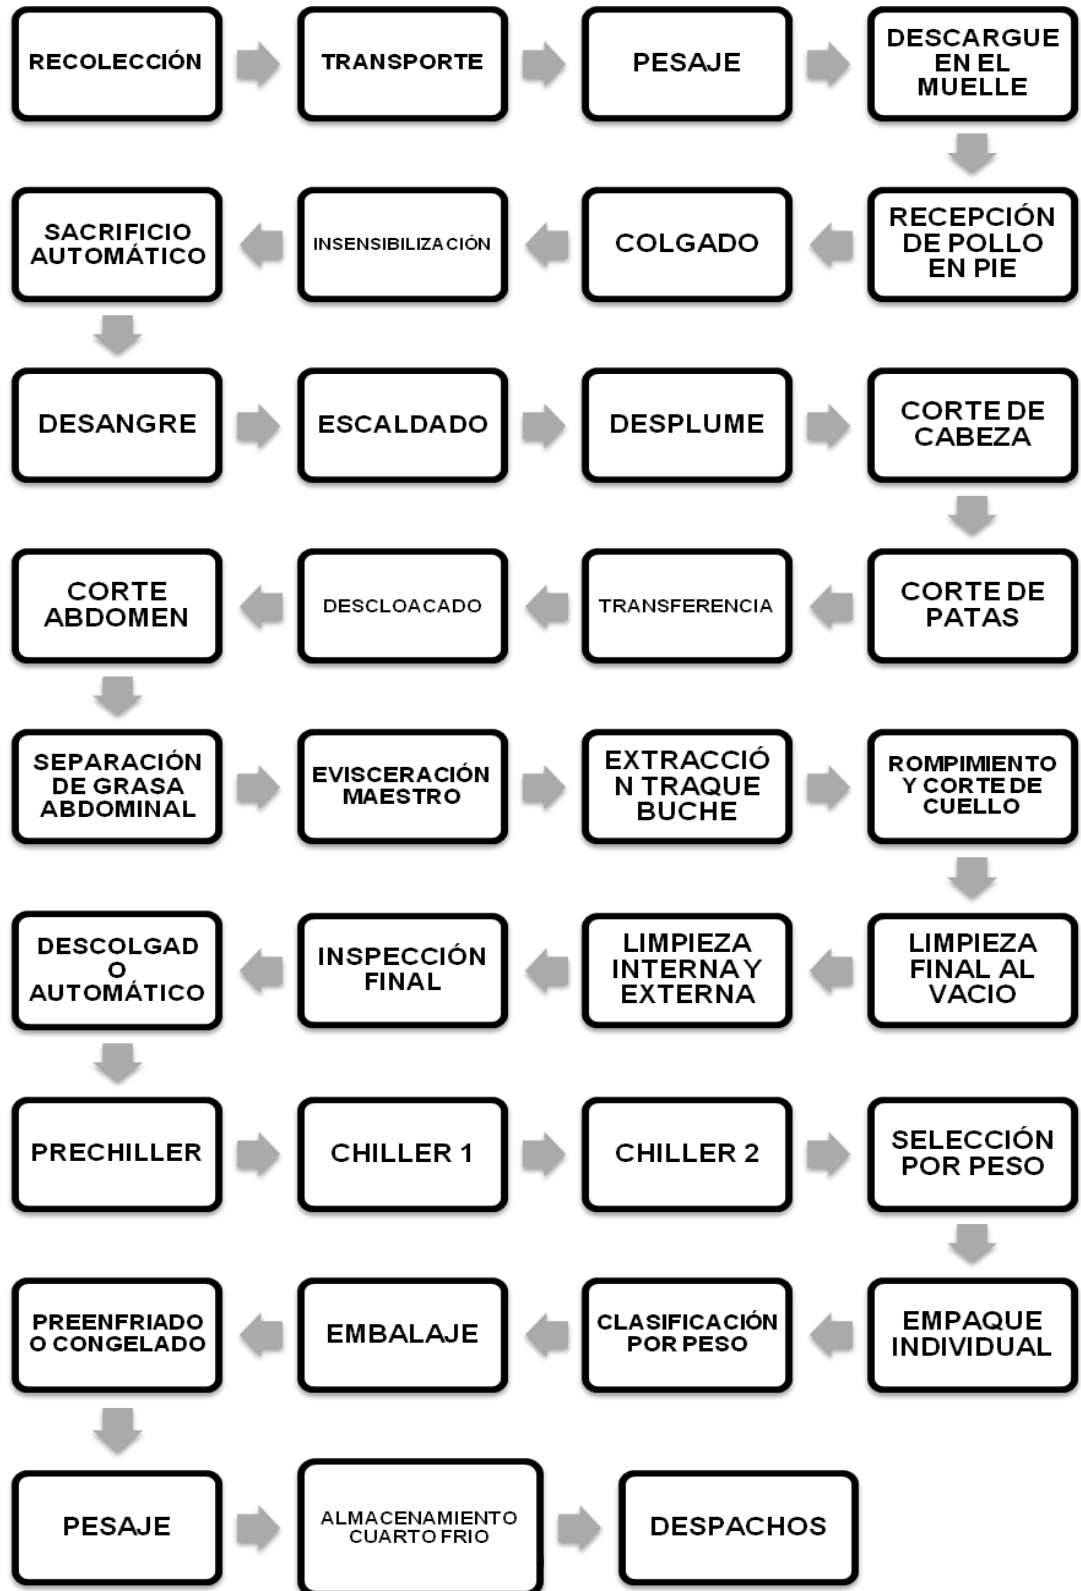 RECOLECCIÓN
TRANSPORTE
PESAJE
DESCARGUE
EN EL
MUELLE
RECEPCIÓN
DE POLLO
EN PIE
COLGADO
INSENSIBILIZACIÓN
SACRIFICIO
AUTOMÁTICO
DESANGRE
ESCALDADO
DESPLUME
CORTE DE
CABEZA
CORTE DE
PATAS
TRANSFERENCIA
DESCLOACADO
CORTE
ABDOMEN
SEPARACIÓN
DE GRASA
ABDOMINAL
EVISCERACIÓN
MAESTRO
EXTRACCIÓ
N TRAQUE
BUCHE
ROMPIMIENTO
Y CORTE DE
CUELLO
LIMPIEZA
FINAL AL
VACIO
LIMPIEZA
INTERNA Y
EXTERNA
INSPECCIÓN
FINAL
DESCOLGAD
O
AUTOMÁTICO
PRECHILLER
CHILLER 1
CHILLER 2
SELECCIÓN
POR PESO
EMPAQUE
INDIVIDUAL
CLASIFICACIÓN
POR PESO
EMBALAJE
PREENFRIADO
O CONGELADO
PESAJE
ALMACENAMIENTO
CUARTO FRIO
DESPACHOS